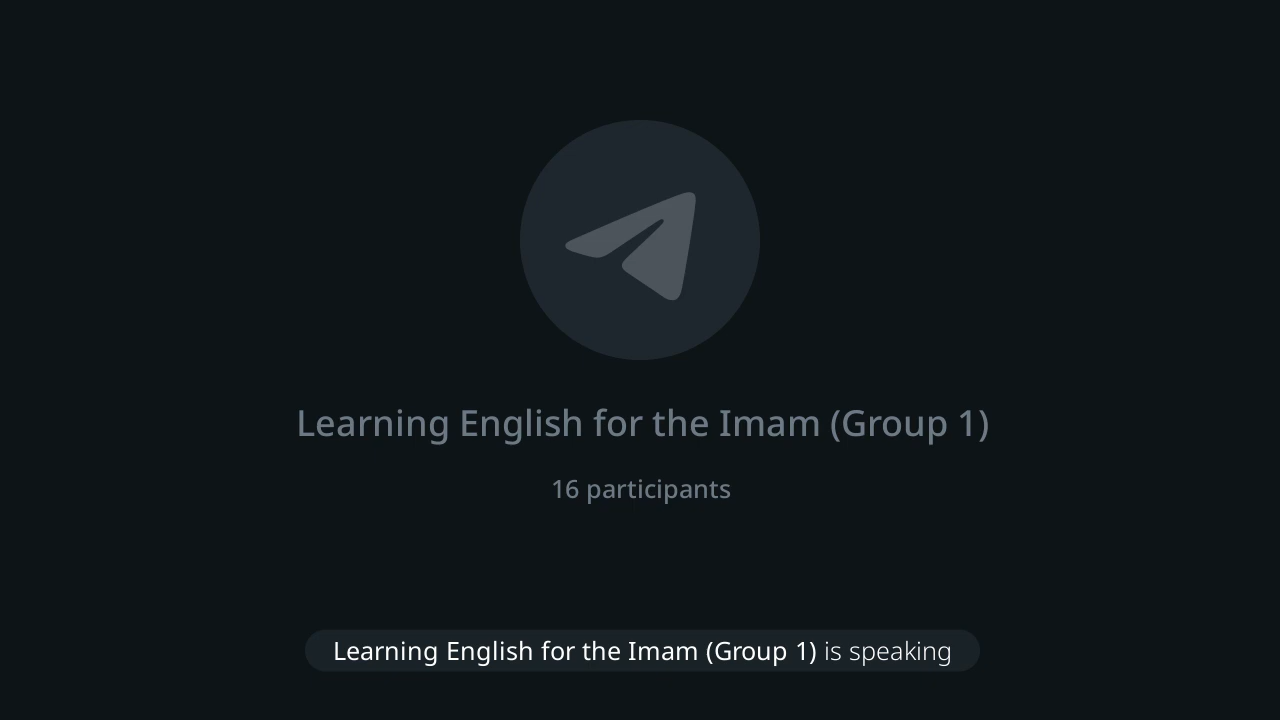 Learning English for the Imam (Group 1)
16 participants
Learning English for the Imam (Group 1) is speaking